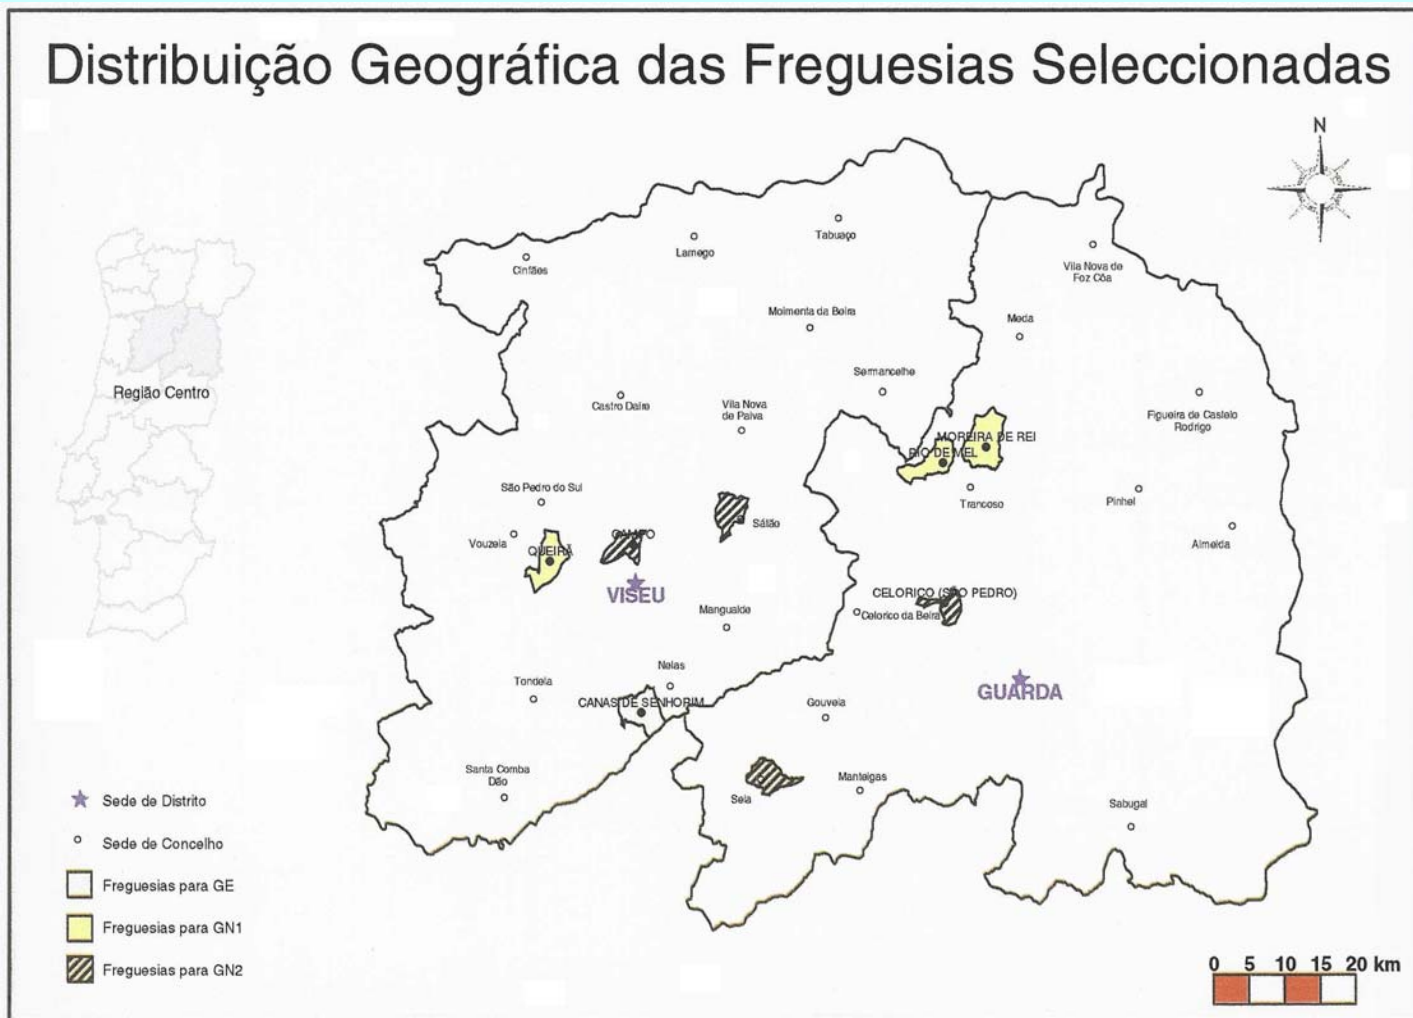 Distribuição Geográfica das Freguesias Seleccionadas
N
Tabuaço
Lamego
Cinfães
Vila Nova de
Foz Côa
Moimenta da Beira
Meda
Região Centro
Sermancelhe
Castro Daire
Vila Nova
de Paiva
Figueira de Castelo
Rodrigo
MOREIRA DE REI
RIO DE MEL
São Pedro do Sul
Trancoso
Pinhel
Sátão
CAMPO
Vouzela
QUEIRÃ
Almeida
VISEU
CELORICO (SÃO PEDRO)
Mangualde
Celorico da Beira
Nelas
Tondela
GUARDA
CANAS DE SENHORIM
Gouveia
Santa Comba
Dão
Manteigas
Seia
Sabugal
Sede de Distrito
Sede de Concelho
Freguesias para GE
Freguesias para GN1
Freguesias para GN2
0 5 10 15 20 km